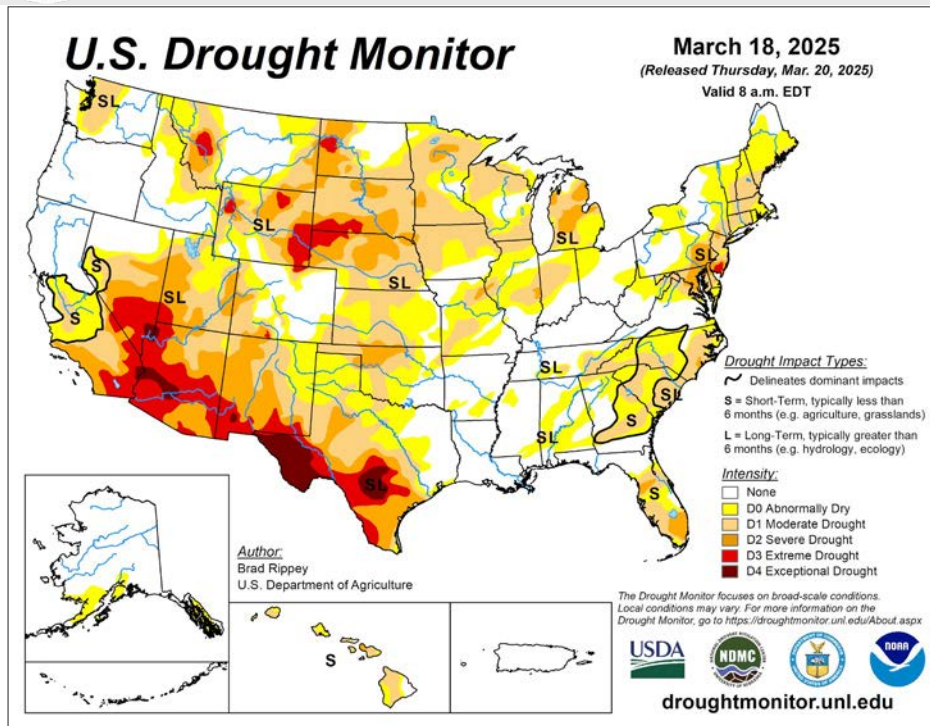 U.S. Drought Monitor
March 18, 2025
(Released Thursday, Mar. 20, 2025)
Valid 8 a.m. EDT
SL
SL
S
S
SL
SL
SL
SL
SL
SL
S
SL
SL
S
SL
Drought Impact Types:
Delineates dominant impacts
S = Short-Term, typically less than
6 months (e.g. agriculture, grasslands)
L = Long-Term, typically greater than
6 months (e.g. hydrology, ecology)
Intensity:
None
D0 Abnormally Dry
D1 Moderate Drought
D2 Severe Drought
D3 Extreme Drought
D4 Exceptional Drought
Author:
Brad Rippey
U.S. Department of Agriculture
S
The Drought Monitor focuses on broad-scale conditions.
Local conditions may vary. For more information on the
Drought Monitor, go to https://droughtmonitor.unl.edu/About.aspx
USDA
NDMC
NOAA
droughtmonitor.unl.edu